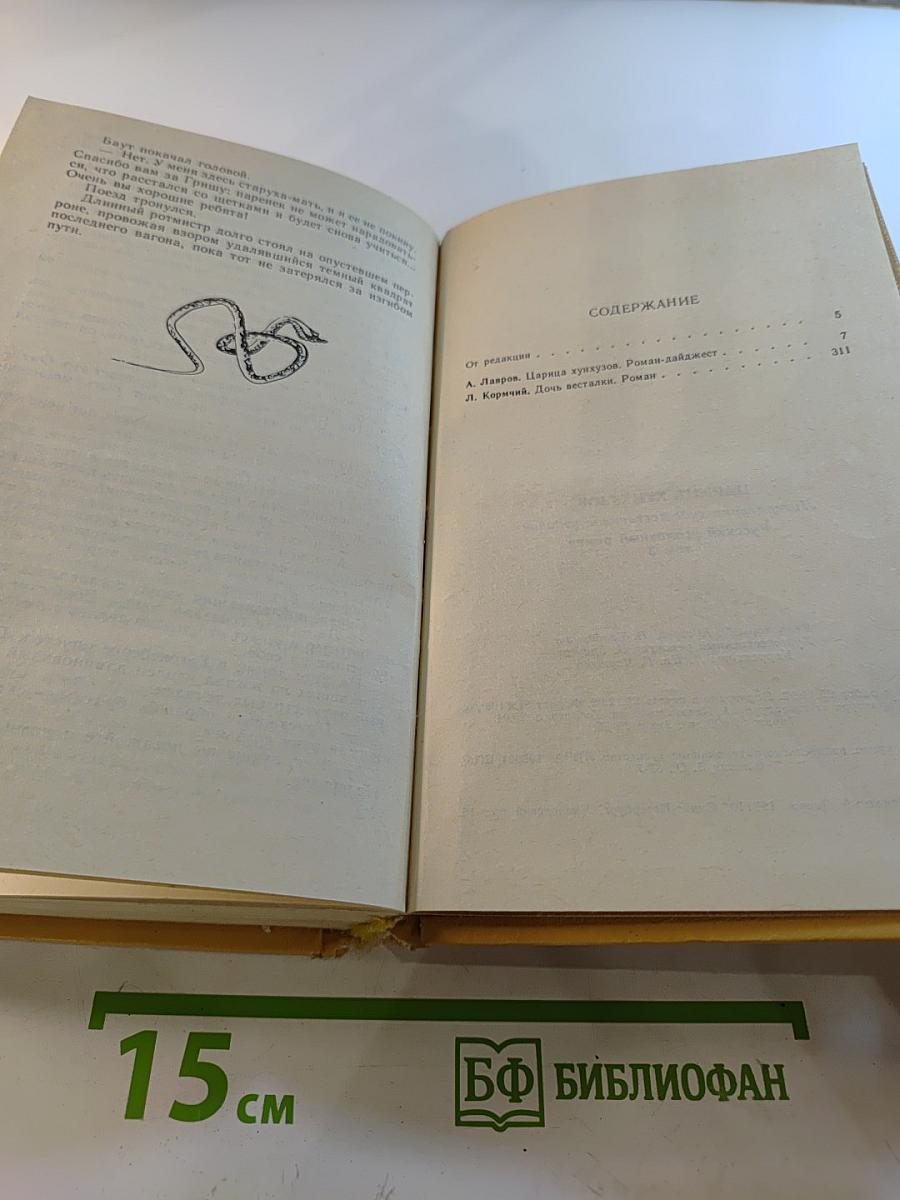 Баут покачал головой.
— Нет. У меня здесь старуха-мать, и я ее не покину.
Спасибо вам за Гришу: паренек не может нарадовать-
ся, что расстался со щетками и будет снова учиться...
Очень вы хорошие ребята!
Поезд тронулся.
Длинный ротмистр долго стоял на опустевшем пер-
роне, провожая взором удалявшийся темный квадрат
последнего вагона, пока тот не затерялся за изгибом
пути.
СОДЕРЖАНИЕ
От редакции . . . . . . . . . . . . . . . . . . 5
А. Лавров. Царица хунхузов. Роман-дайджест . . . . . . 7
Л. Кормчий. Дочь весталки. Роман . . . . . . . . . . 311
15 см
БФ БИБЛИОФАН